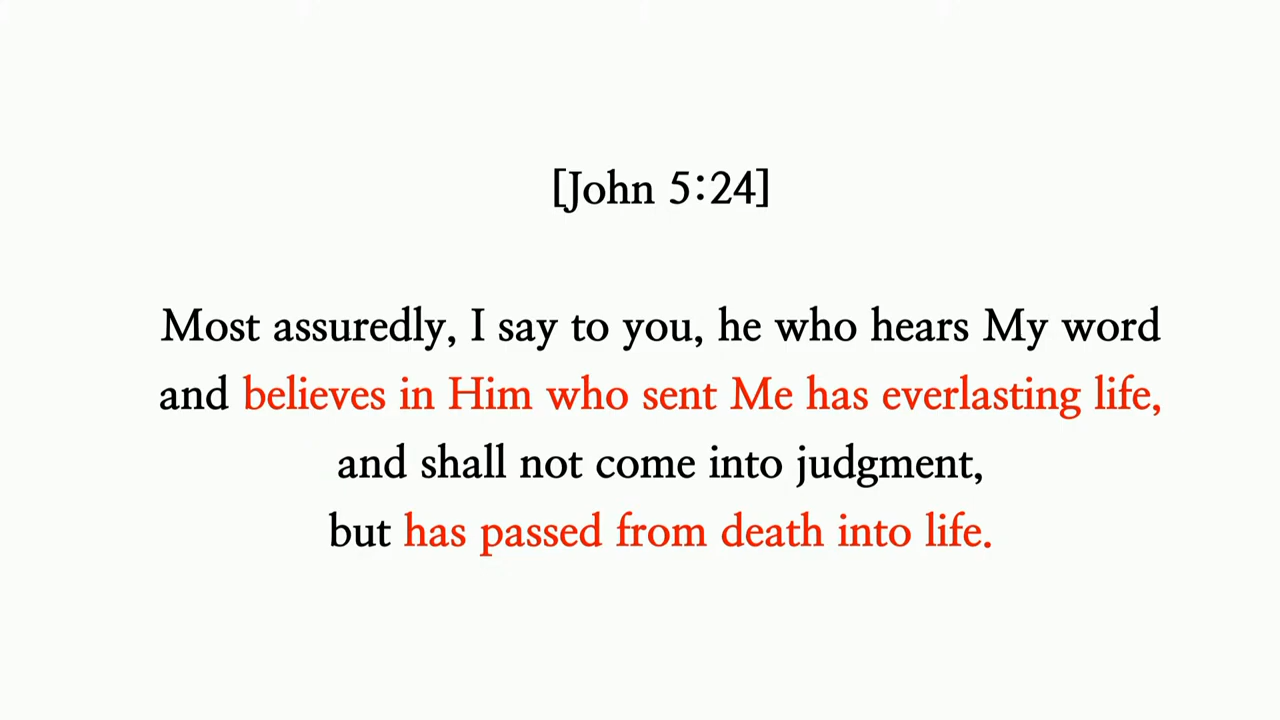 [John 5:24]
Most assuredly, I say to you, he who hears My word
and believes in Him who sent Me has everlasting life,
and shall not come into judgment,
but has passed from death into life.